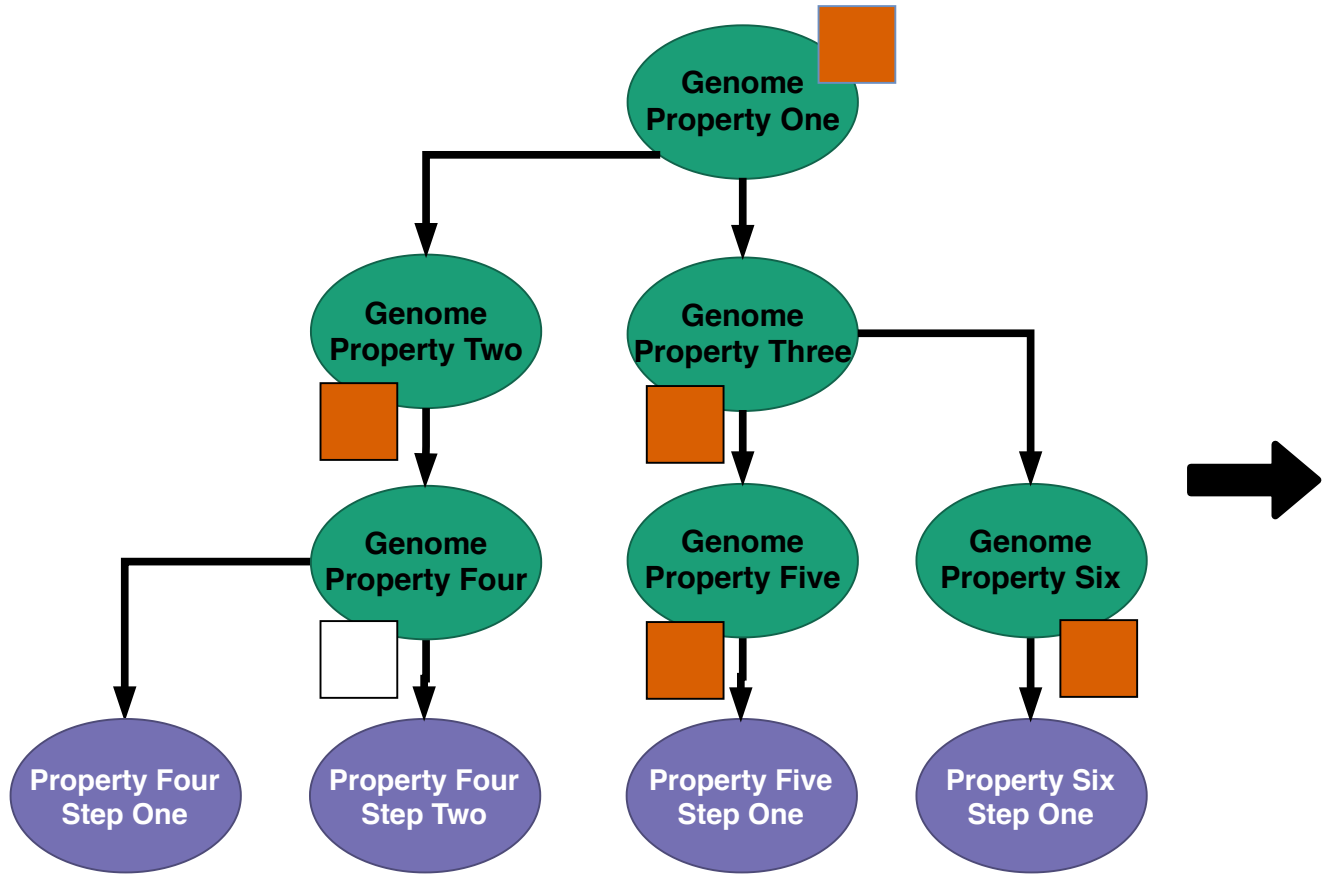 Genome
Property One
Genome
Property Two
Genome
Property Three
Genome
Property Four
Genome
Property Five
Genome
Property Six
Property Four
Step One
Property Four
Step Two
Property Five
Step One
Property Six
Step One